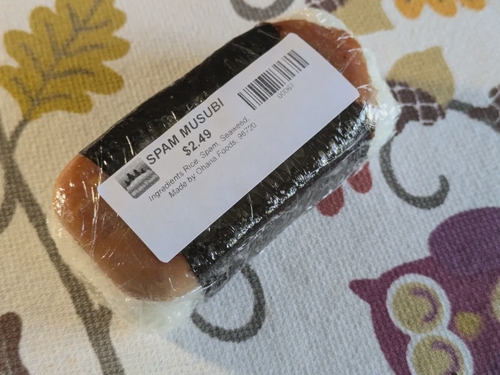 SPAM MUSUBI
$2.49
Ingredients Rice, Spam, Seaweed,
Made by Ohana Foods, 96720